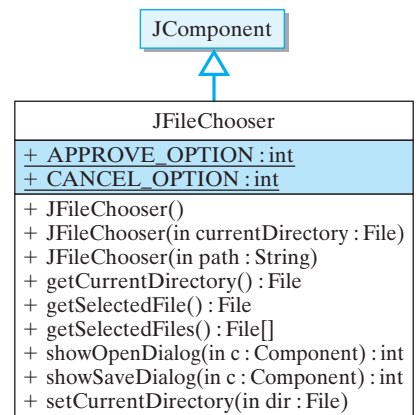 JComponent
JFileChooser
+ APPROVE_OPTION : int
+ CANCEL_OPTION : int
+ JFileChooser()
+ JFileChooser(in currentDirectory : File)
+ JFileChooser(in path : String)
+ getCurrentDirectory() : File
+ getSelectedFile() : File
+ getSelectedFiles() : File[]
+ showOpenDialog(in c : Component) : int
+ showSaveDialog(in c : Component) : int
+ setCurrentDirectory(in dir : File)